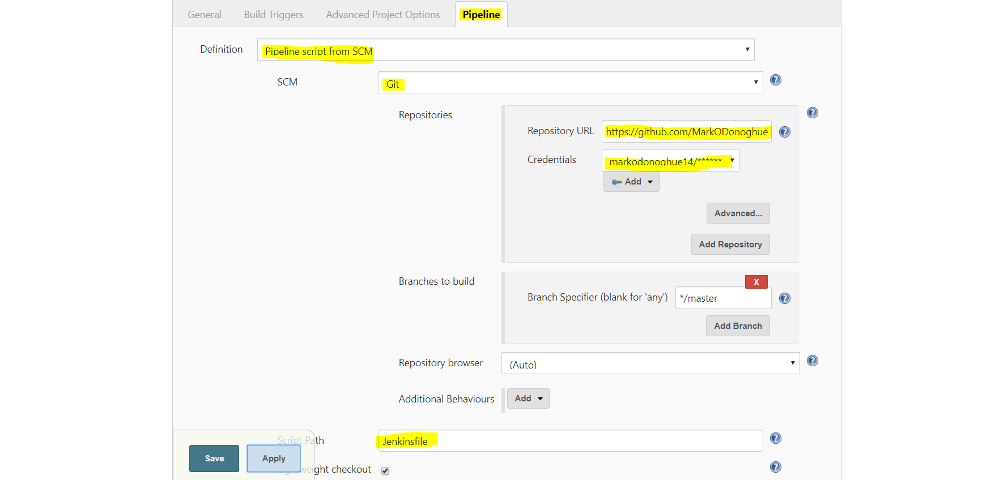 General Build Triggers Advanced Project Options Pipeline
Definition Pipeline script from SCM
SCM Git
Repositories
Repository URL https://github.com/MarkODonoghue
Credentials markodonoghue14/******
Add
Advanced...
Add Repository
Branches to build
X
Branch Specifier (blank for 'any') */master
Add Branch
Repository browser (Auto)
Additional Behaviours Add
Script Path Jenkinsfile
Save Apply
weight checkout